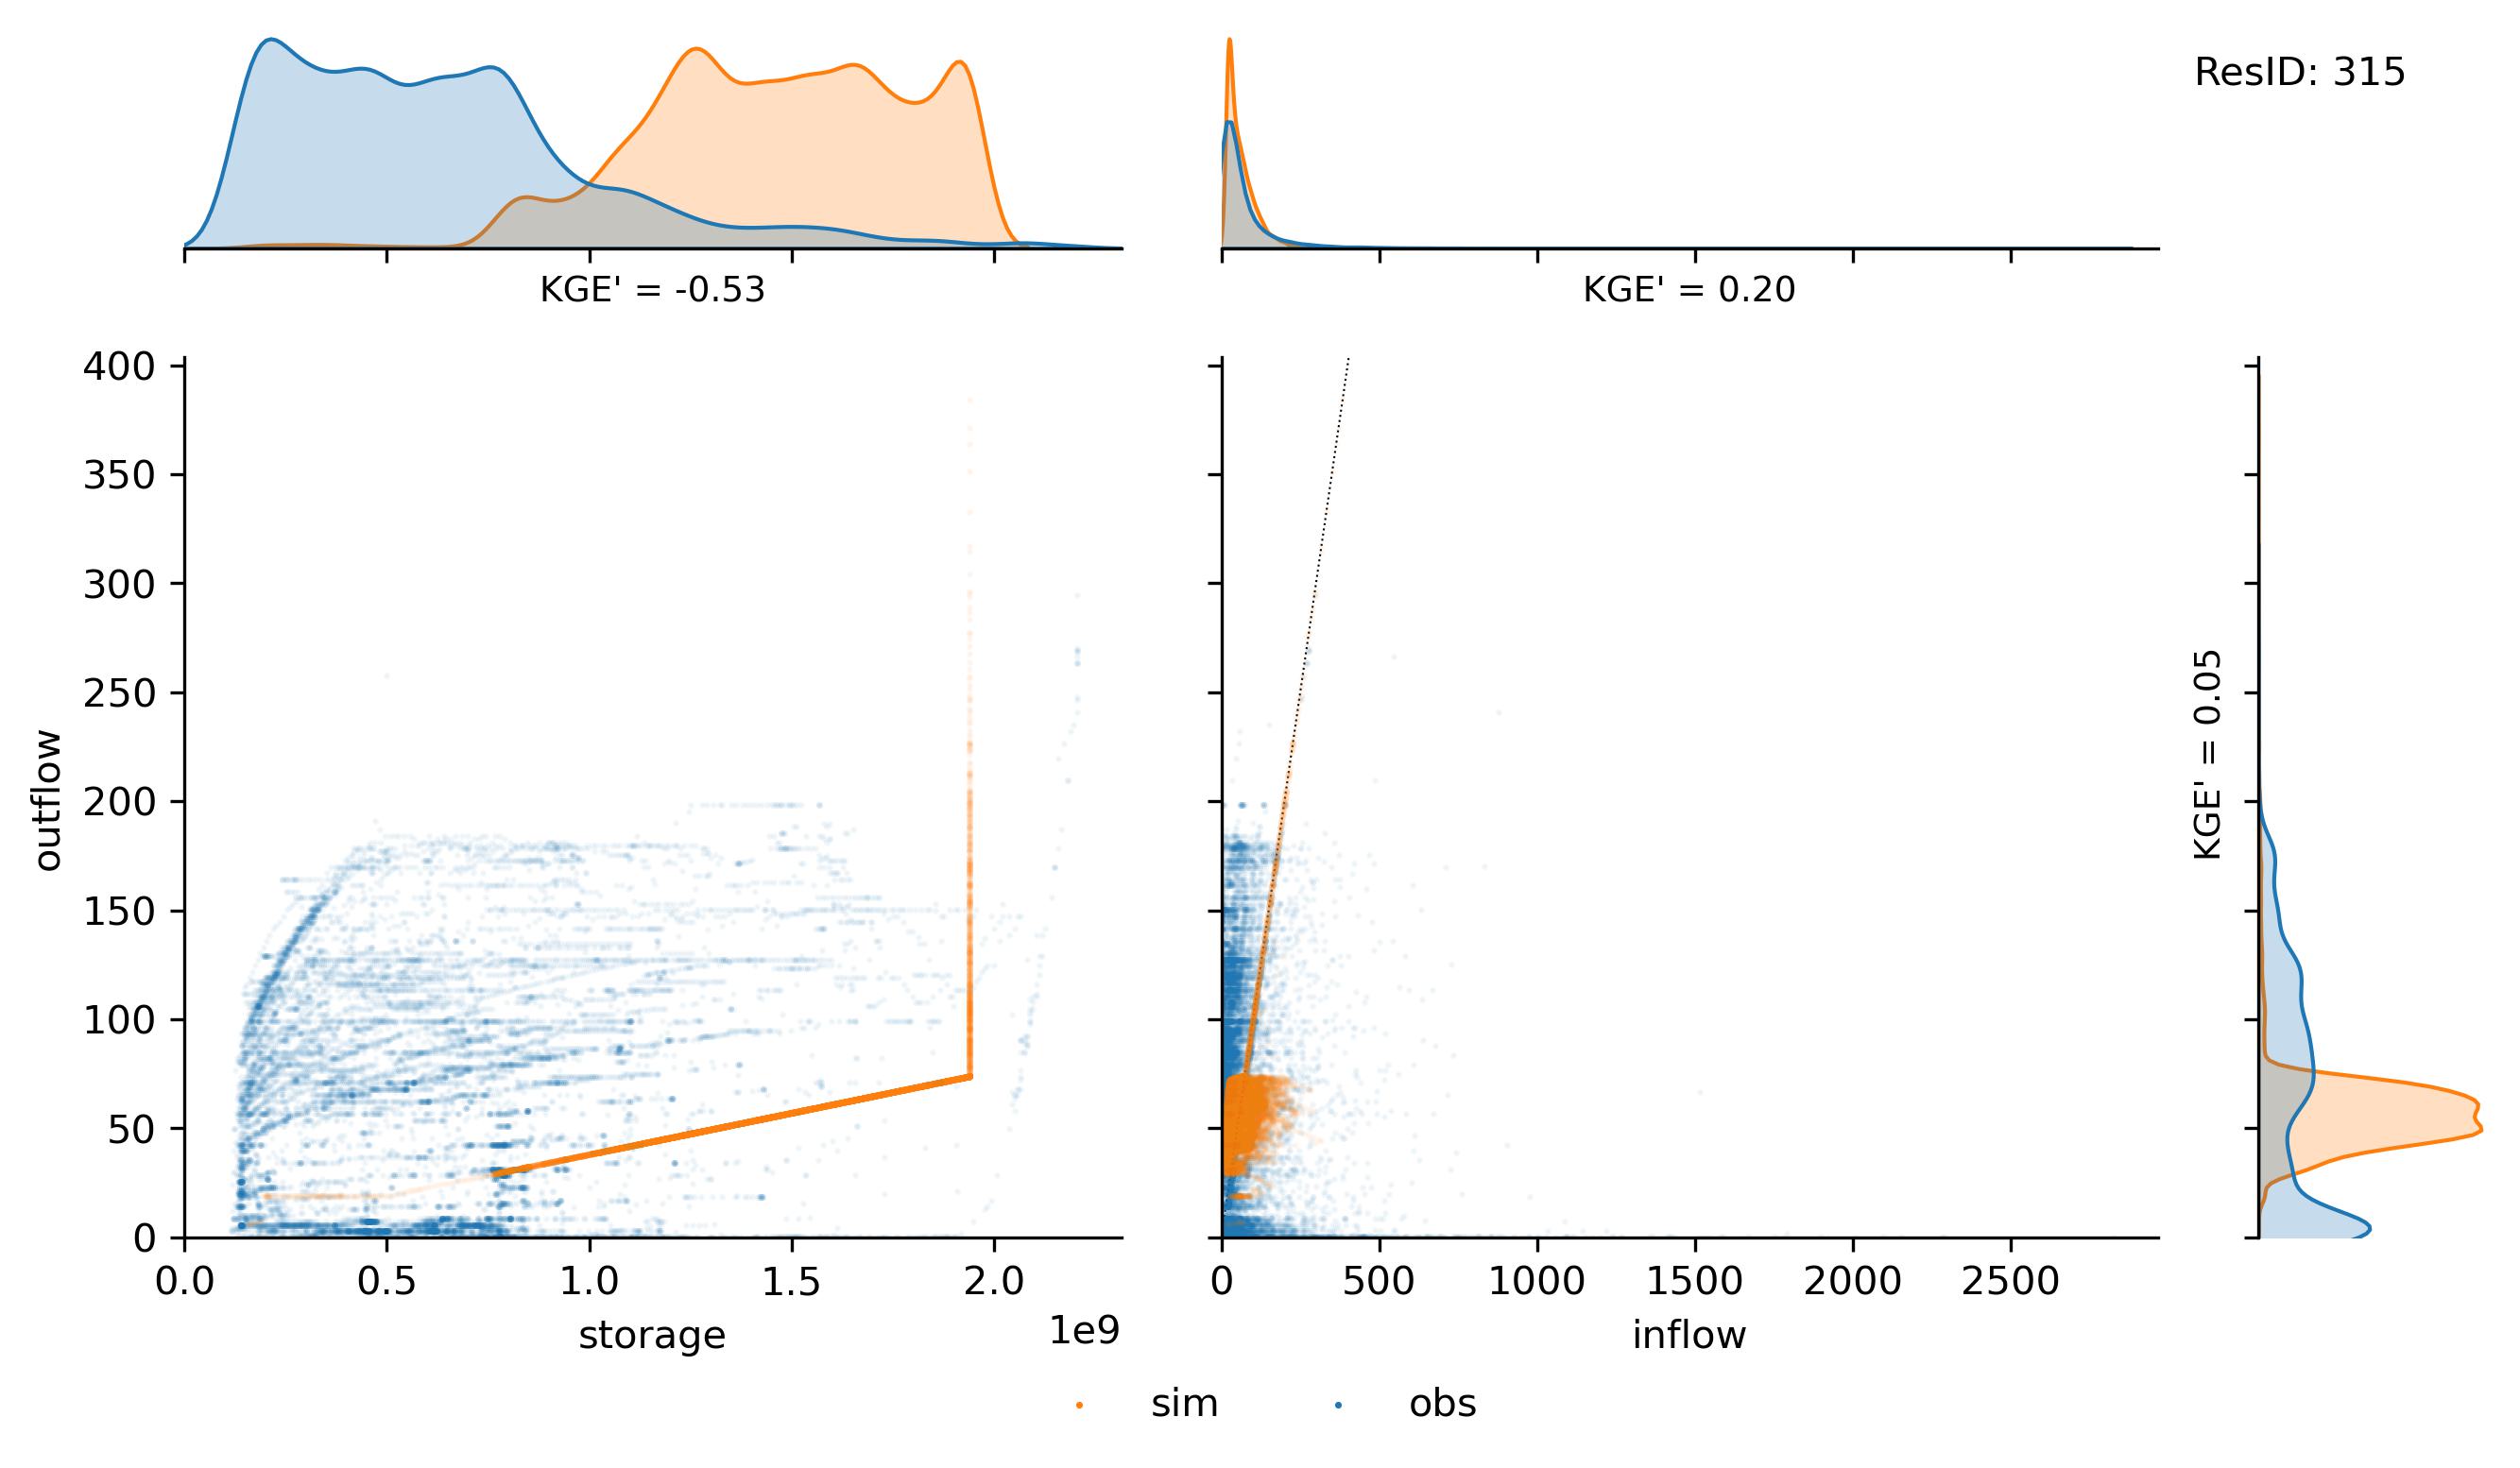 ResID: 315
KGE' = -0.53
KGE' = 0.20
400
350
300
250
200
150
100
50
0
outflow
KGE' = 0.05
0.0 0.5 1.0 1.5 2.0
0 500 1000 1500 2000 2500
storage
1e9
inflow
sim obs